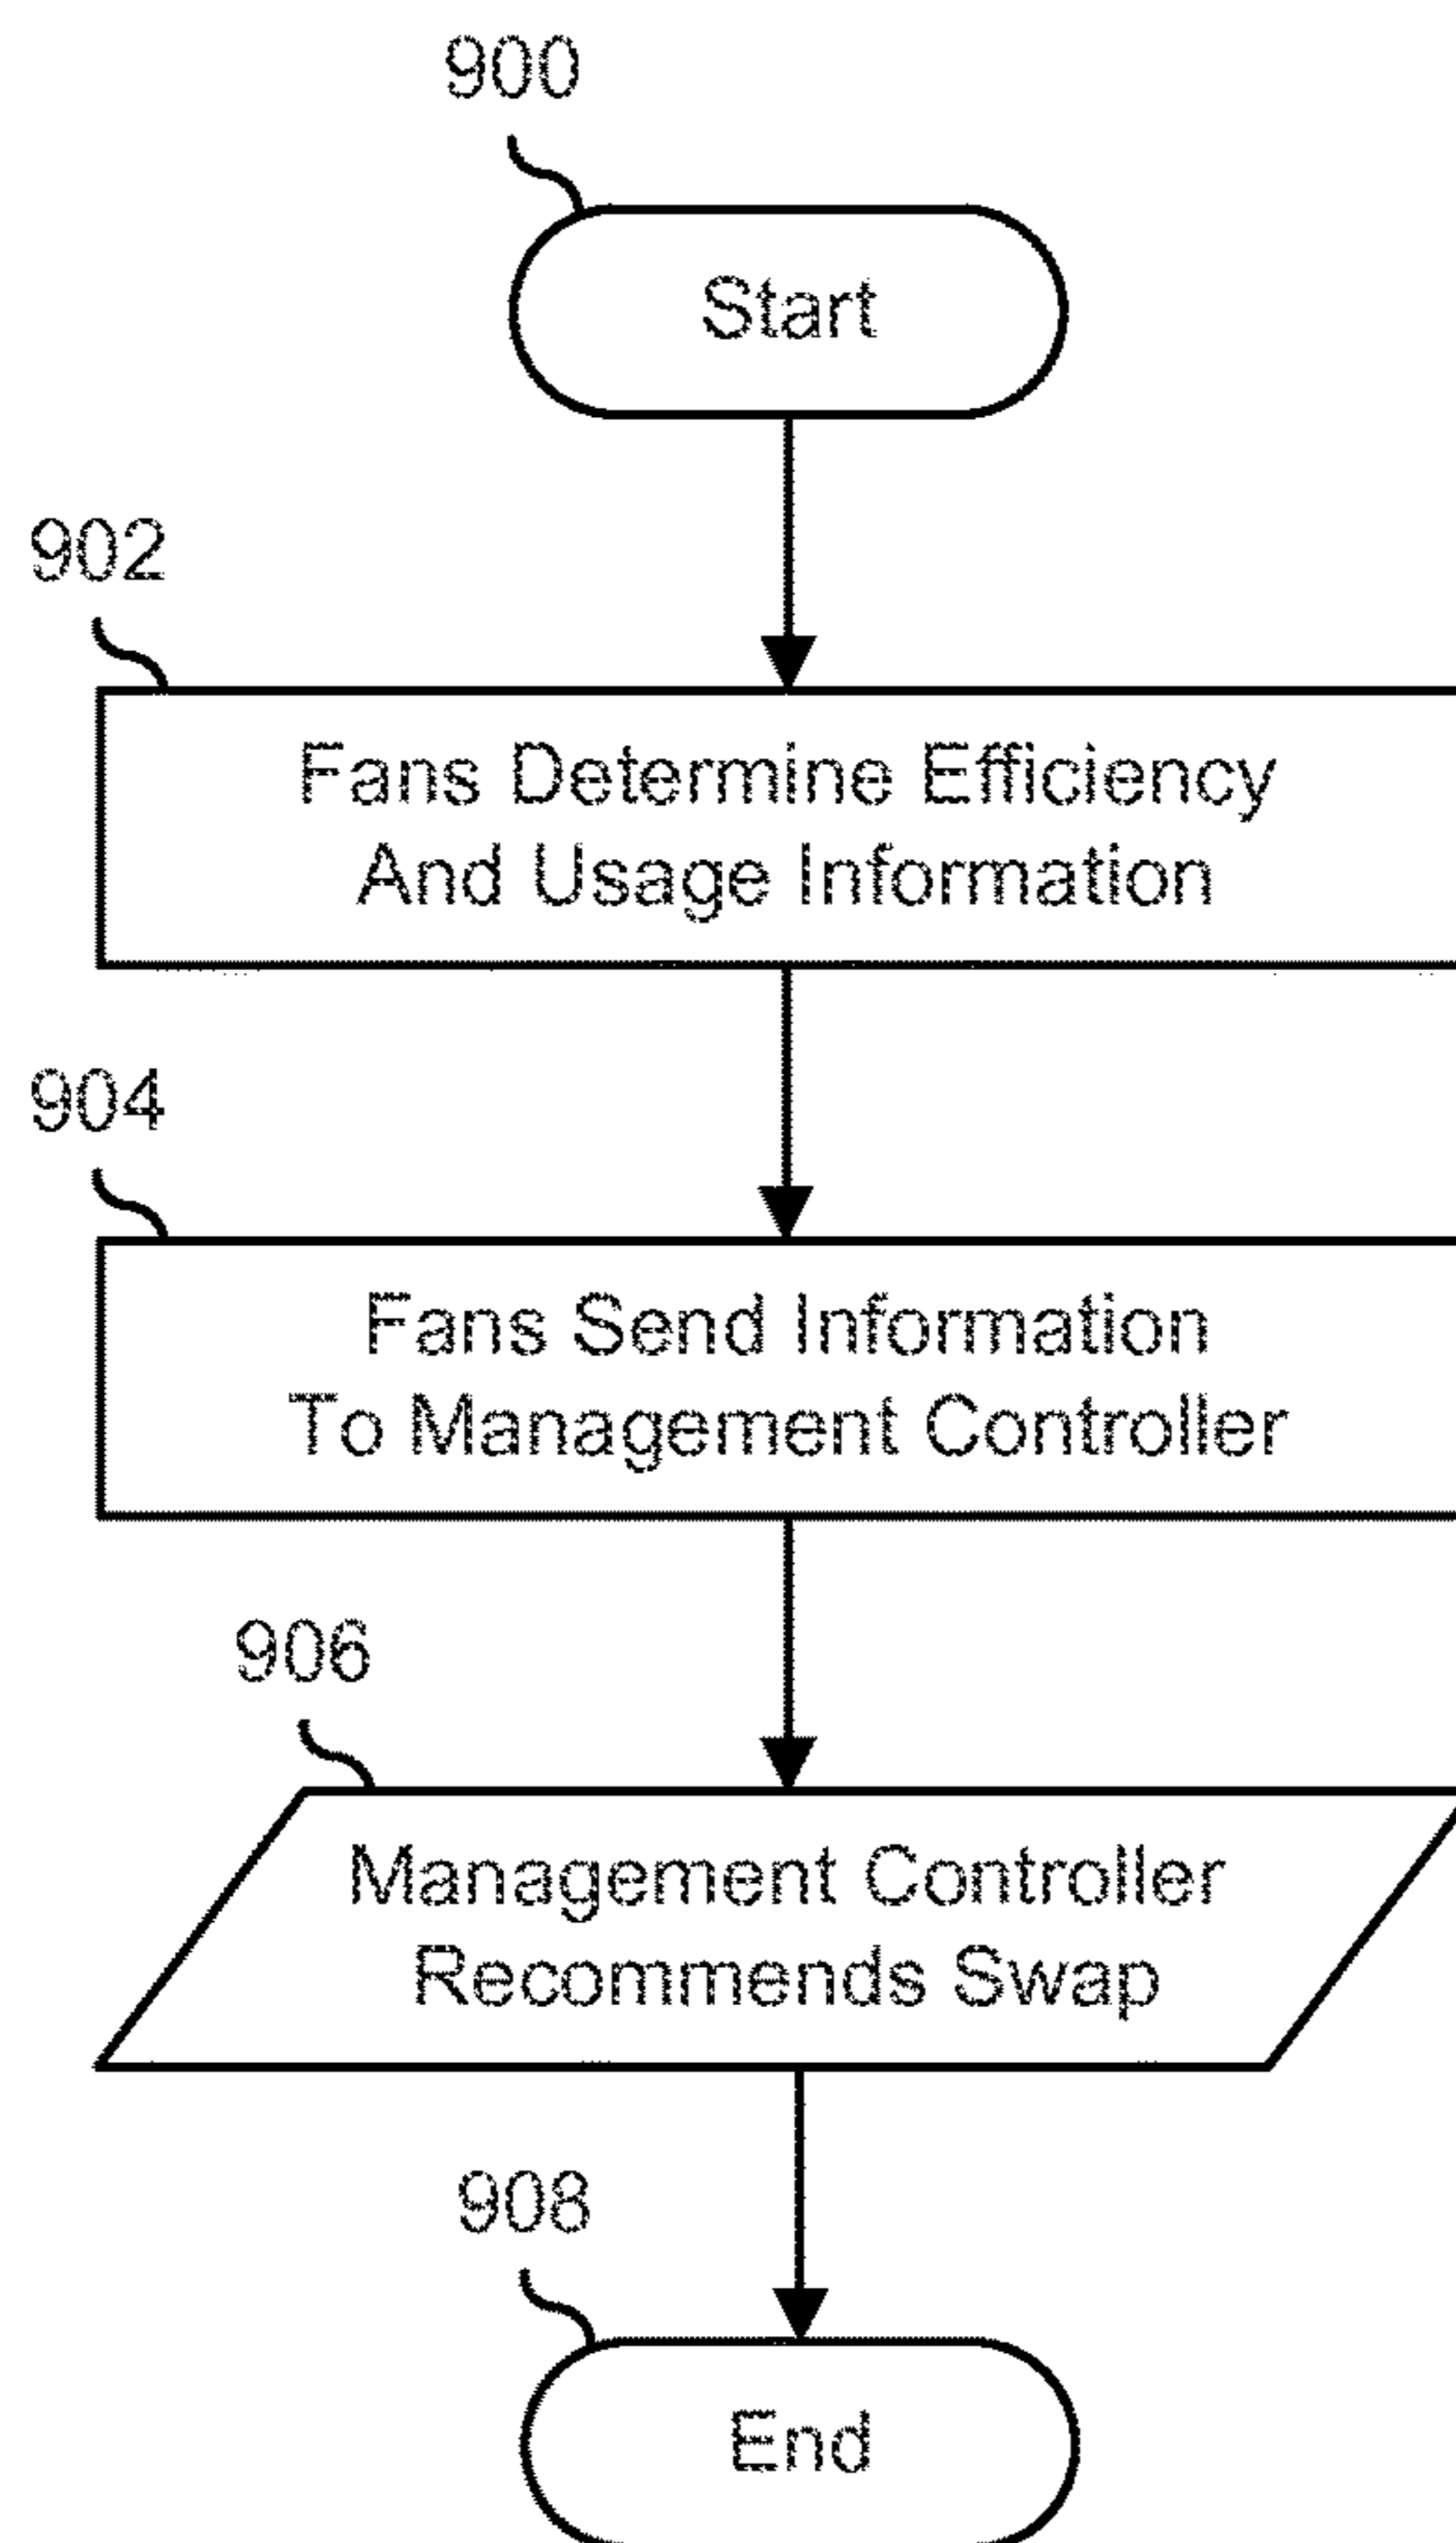 900
Start
902
Fans Determine Efficiency
And Usage Information
904
Fans Send Information
To Management Controller
906
Management Controller
Recommends Swap
908
End